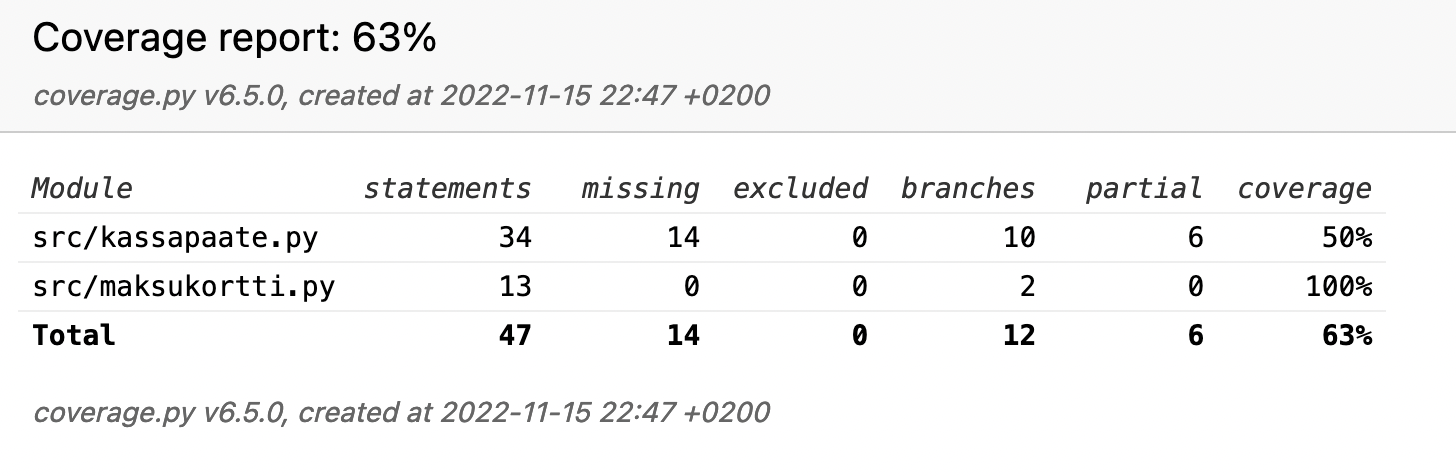 Coverage report: 63%
coverage.py v6.5.0, created at 2022-11-15 22:47 +0200
Module statements missing excluded branches partial coverage
src/kassapaate.py 34 14 0 10 6 50%
src/maksukortti.py 13 0 0 2 0 100%
Total 47 14 0 12 6 63%
coverage.py v6.5.0, created at 2022-11-15 22:47 +0200